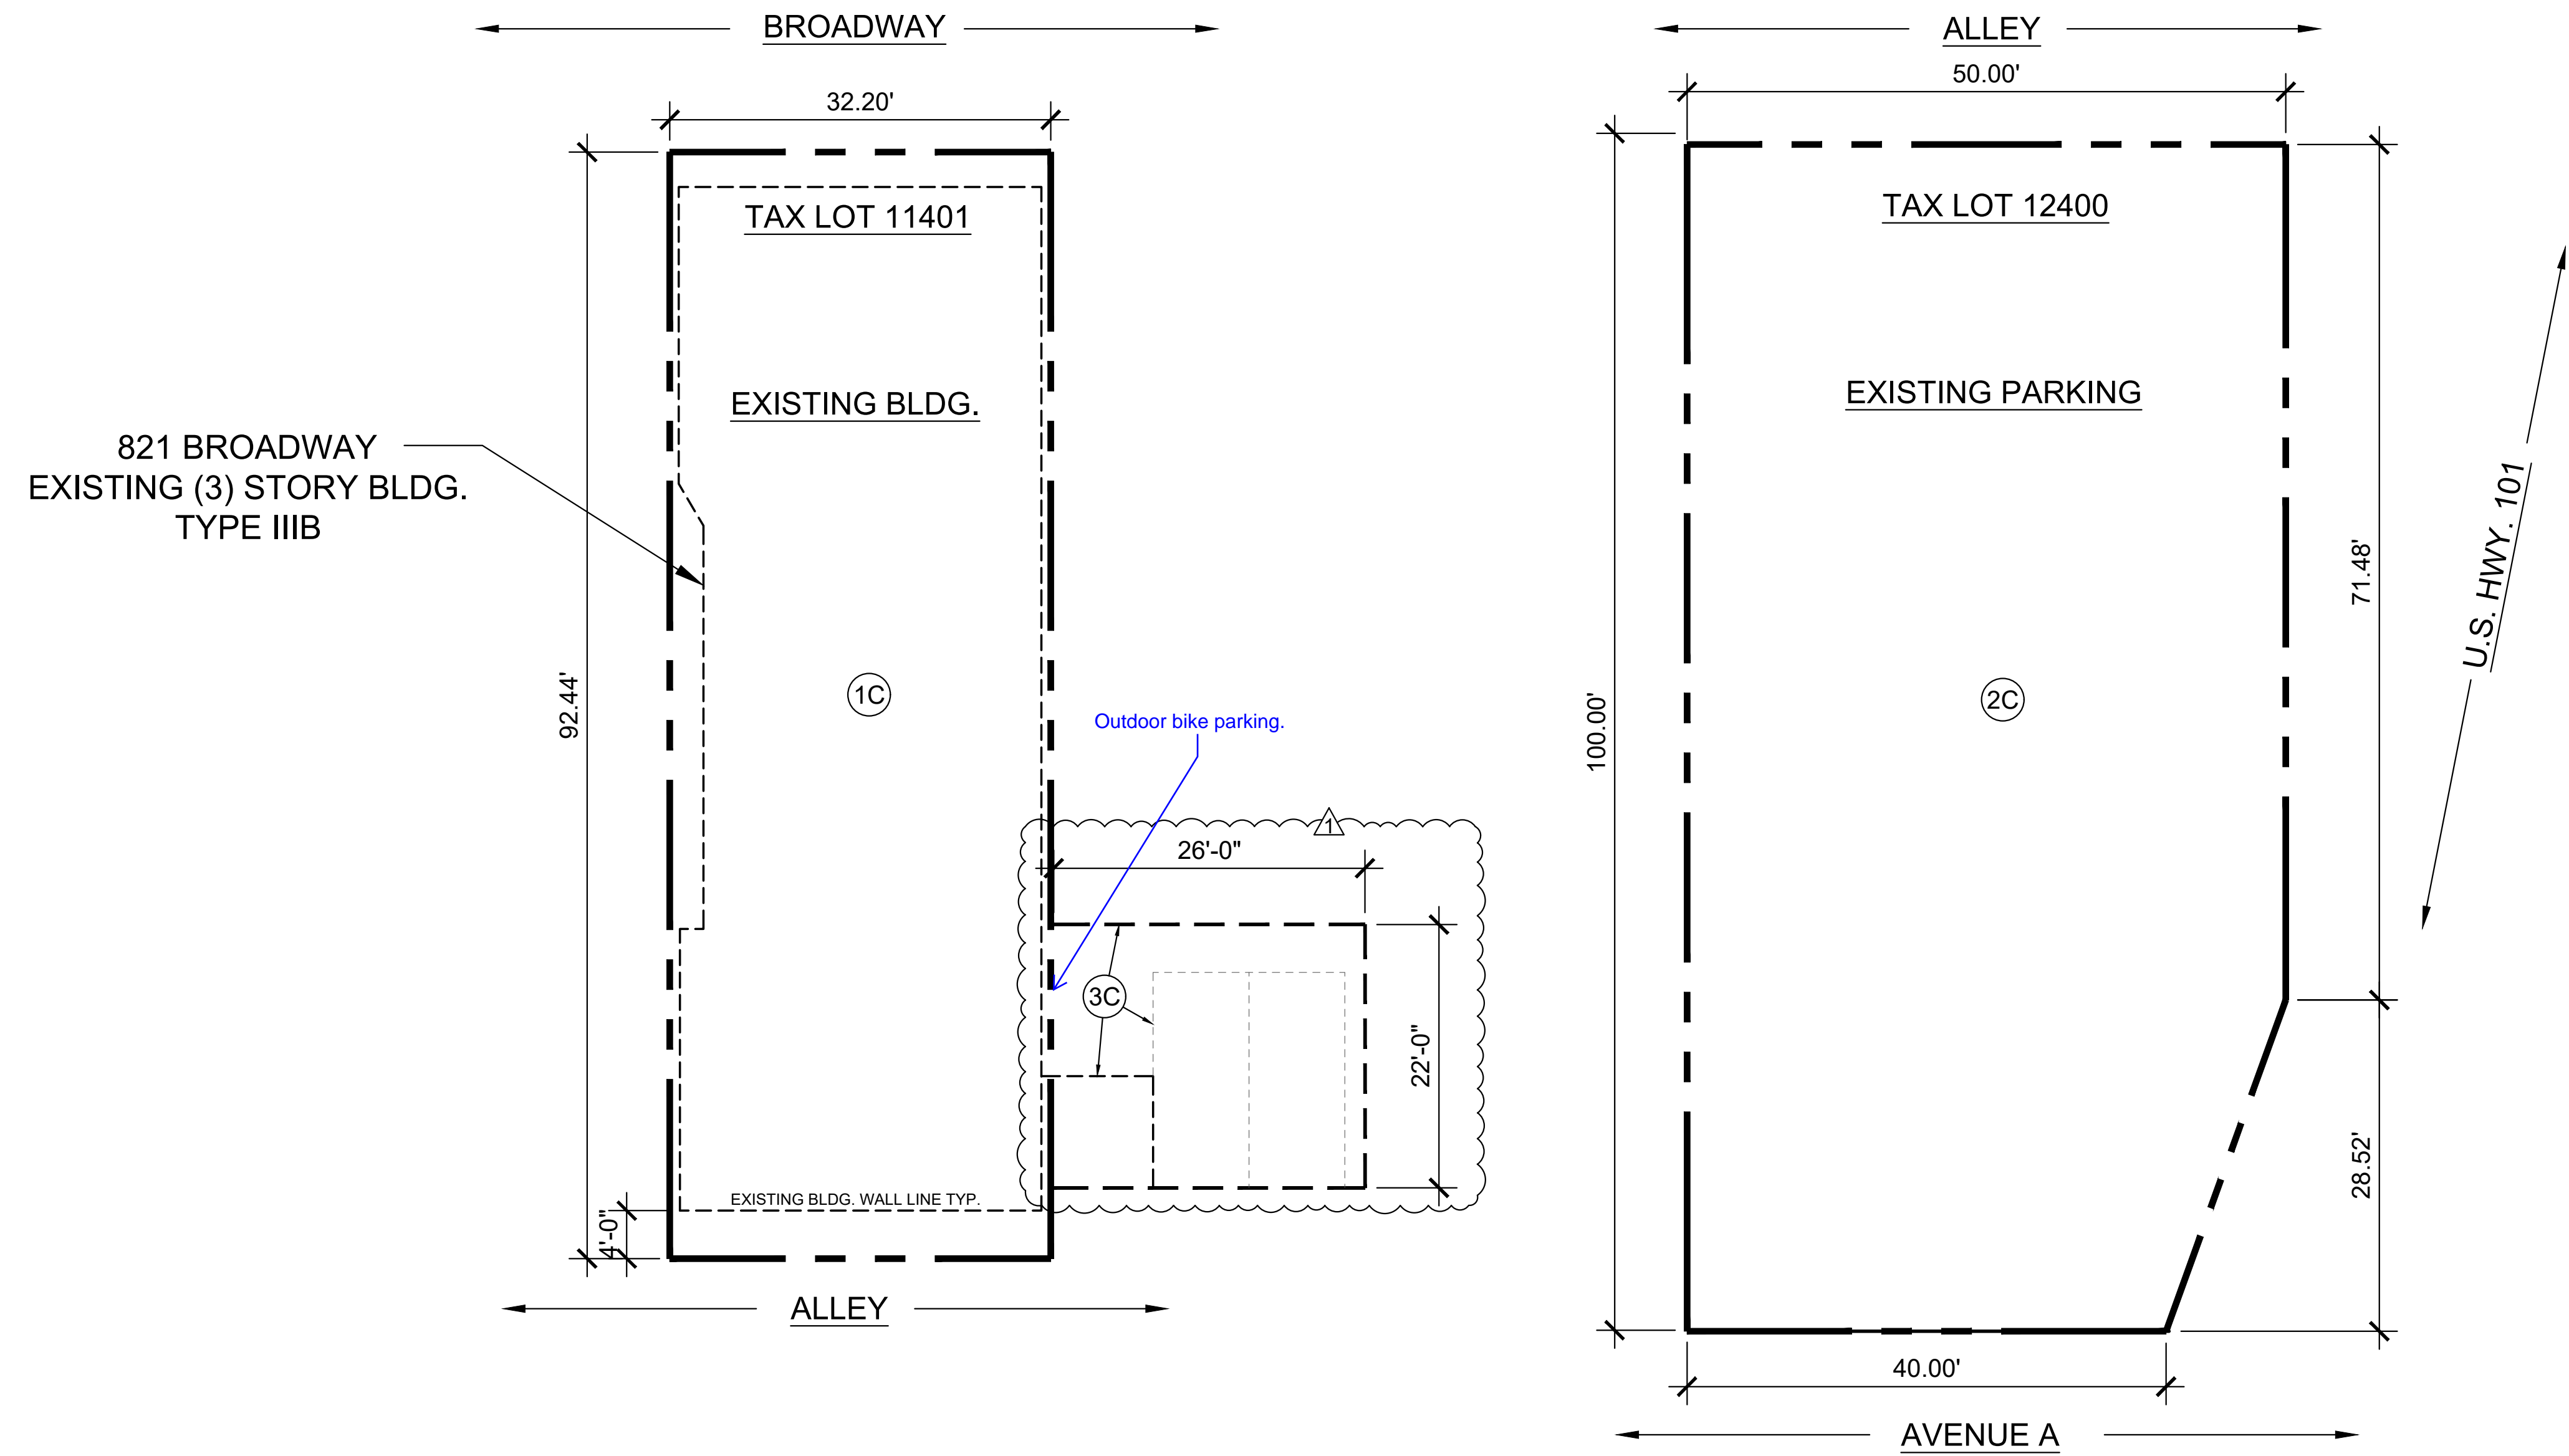 BROADWAY
32.20'
TAX LOT 11401
EXISTING BLDG.
821 BROADWAY
EXISTING (3) STORY BLDG.
TYPE IIIB
92.44'
1C
Outdoor bike parking.
1
26'-0"
3C
22'-0"
EXISTING BLDG. WALL LINE TYP.
4'-0"
ALLEY
ALLEY
50.00'
TAX LOT 12400
EXISTING PARKING
U.S. HWY. 101
71.48'
100.00'
2C
28.52'
40.00'
AVENUE A